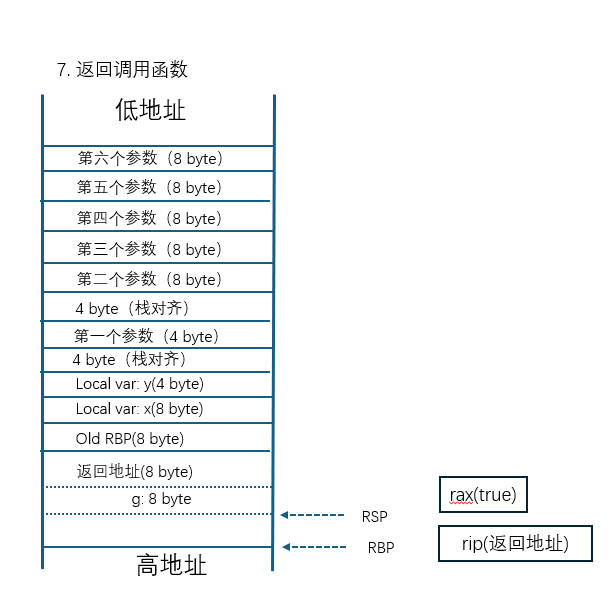 7. 返回调用函数
低地址
第六个参数（8 byte）
第五个参数（8 byte）
第四个参数（8 byte）
第三个参数（8 byte）
第二个参数（8 byte）
4 byte（栈对齐）
第一个参数（4 byte）
4 byte（栈对齐）
Local var: y(4 byte)
Local var: x(8 byte)
Old RBP(8 byte)
返回地址(8 byte)
g: 8 byte
rax(true)
RSP
RBP
rip(返回地址)
高地址